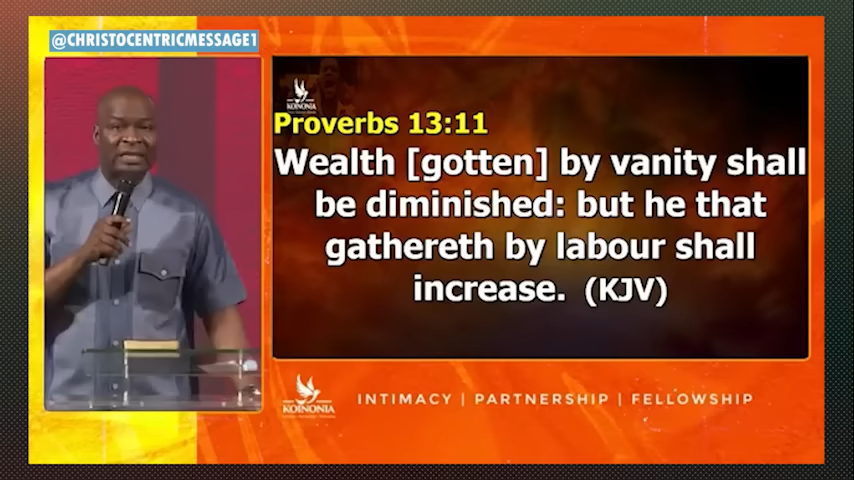 @CHRISTOCENTRICMESSAGE1
KOINONIA
Proverbs 13:11
Wealth [gotten] by vanity shall
be diminished: but he that
gathereth by labour shall
increase. (KJV)
KOINONIA
INTIMACY | PARTNERSHIP | FELLOWSHIP